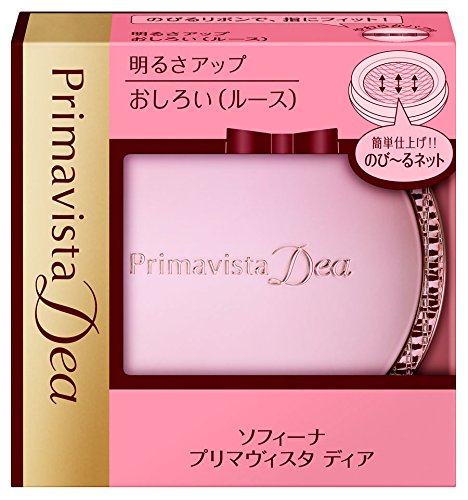 のびるリボンで、指にフィット！
明るさアップ
おしろい（ルース）
明るさアップ
おしろい（ルース）
簡単仕上げ!!
のび〜るネット
Primavista Dea
Primavista Dea
ソフィーナ
プリマヴィスタ ディア